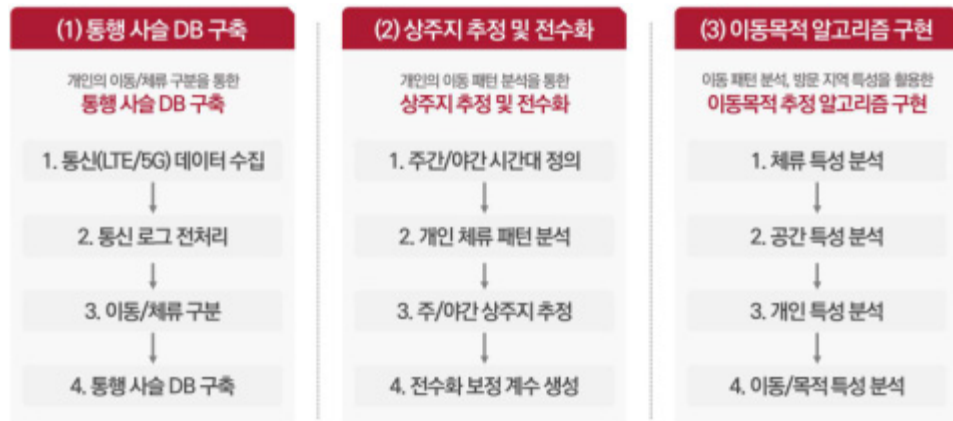 (1) 통행 사슬 DB 구축
개인의 이동/체류 구분을 통한
통행 사슬 DB 구축
1. 통신(LTE/5G) 데이터 수집
2. 통신 로그 전처리
3. 이동/체류 구분
4. 통행 사슬 DB 구축
(2) 상주지 추정 및 전수화
개인의 이동 패턴 분석을 통한
상주지 추정 및 전수화
1. 주간/야간 시간대 정의
2. 개인 체류 패턴 분석
3. 주/야간 상주지 추정
4. 전수화 보정 계수 생성
(3) 이동목적 알고리즘 구현
이동 패턴 분석, 방문 지역 특성을 활용한
이동목적 추정 알고리즘 구현
1. 체류 특성 분석
2. 공간 특성 분석
3. 개인 특성 분석
4. 이동/목적 특성 분석